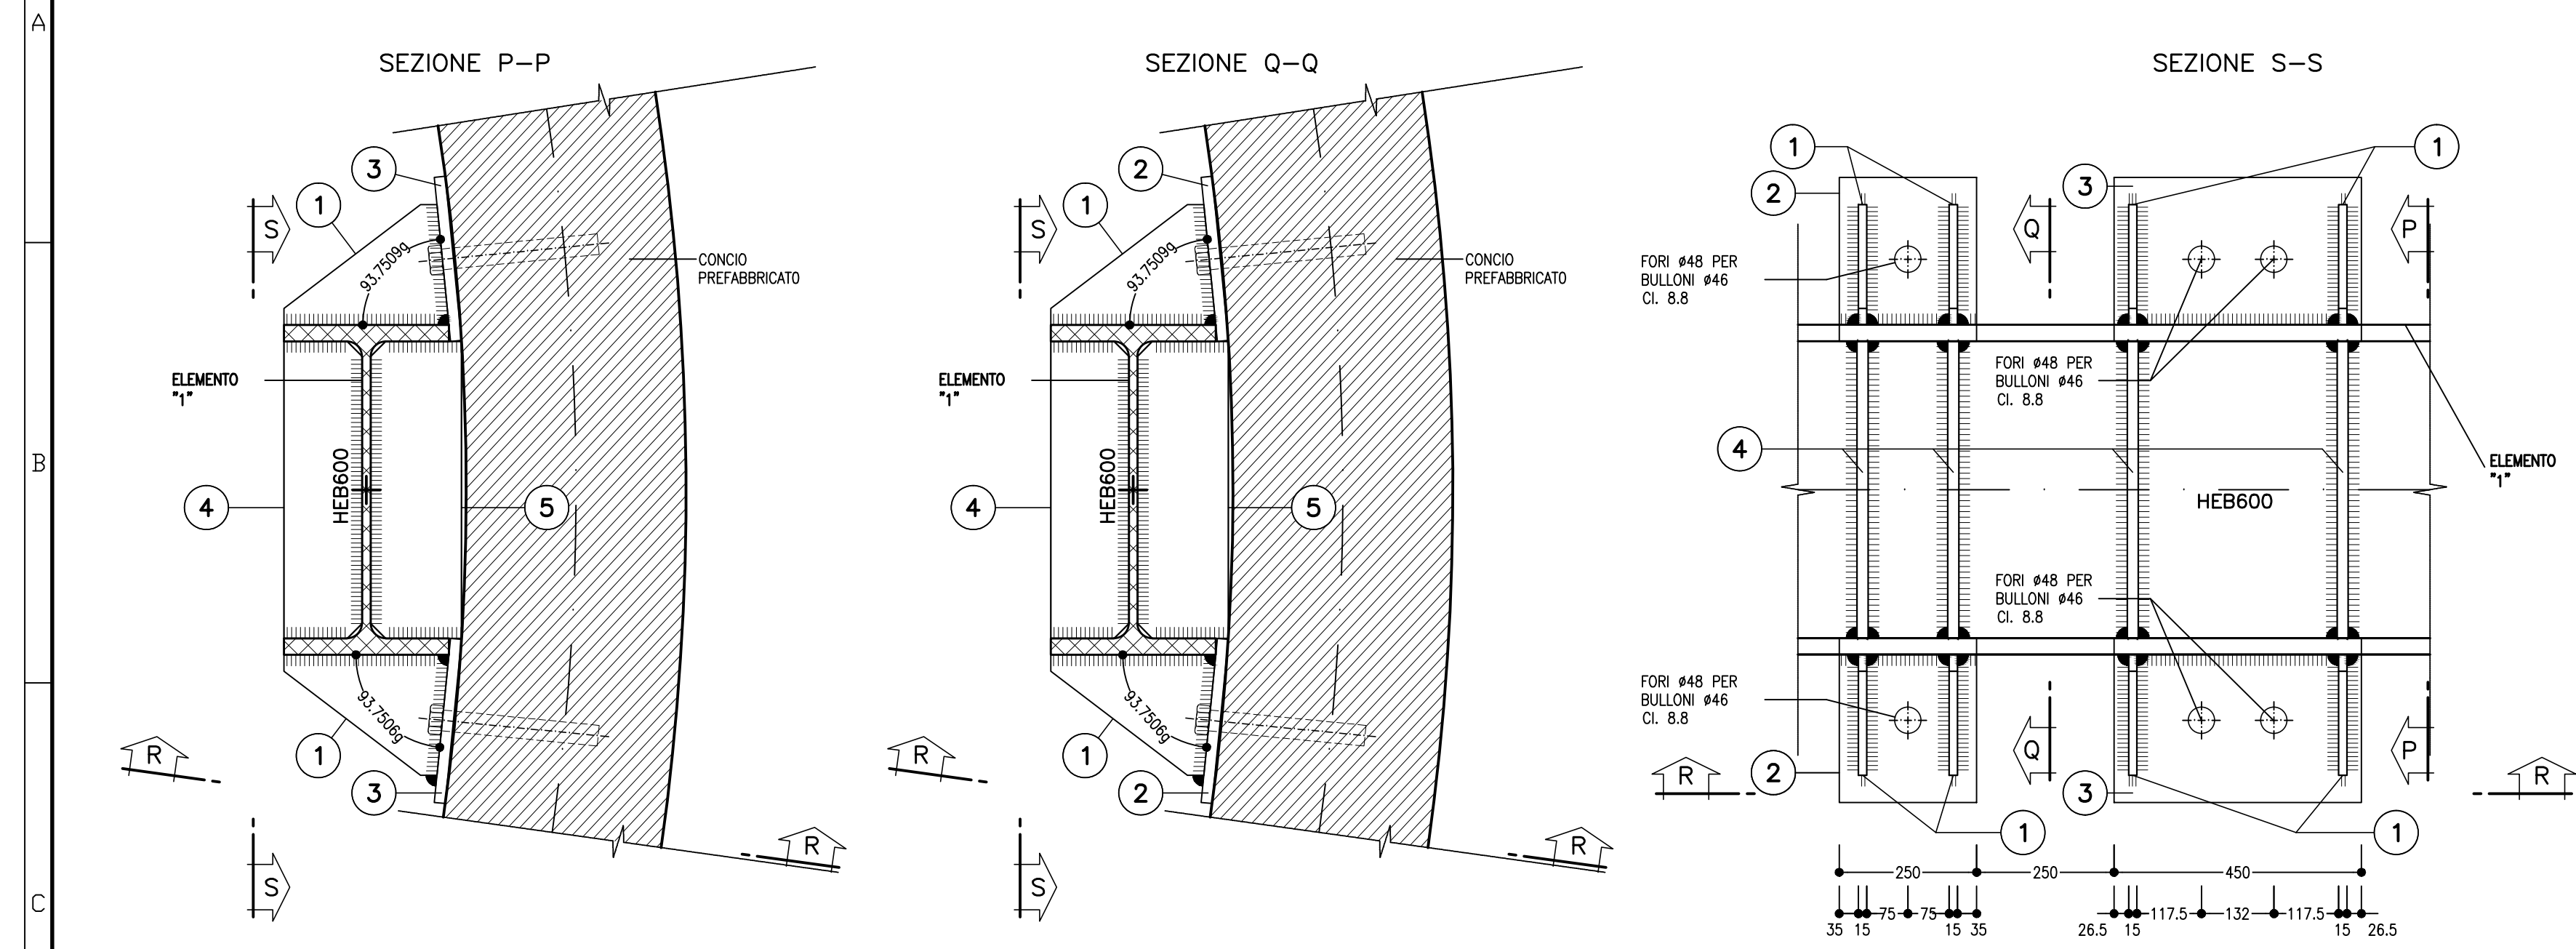 A
B
C
SEZIONE P–P
3
1
S
93.7509g
CONCIO
PREFABBRICATO
ELEMENTO
"1"
HEB600
4
5
93.7506g
R
1
3
R
S
SEZIONE Q–Q
2
1
S
93.7509g
CONCIO
PREFABBRICATO
ELEMENTO
"1"
HEB600
4
5
93.7506g
R
1
2
R
S
SEZIONE S–S
1
1
2
3
Q
P
FORI ø48 PER
BULLONI ø46
Cl. 8.8
FORI ø48 PER
BULLONI ø46
Cl. 8.8
4
ELEMENTO
"1"
HEB600
FORI ø48 PER
BULLONI ø46
Cl. 8.8
FORI ø48 PER
BULLONI ø46
Cl. 8.8
Q
P
R
2
3
R
1
1
250
250
450
75
75
117.5
132
117.5
35
15
15
35
26.5
15
15
26.5